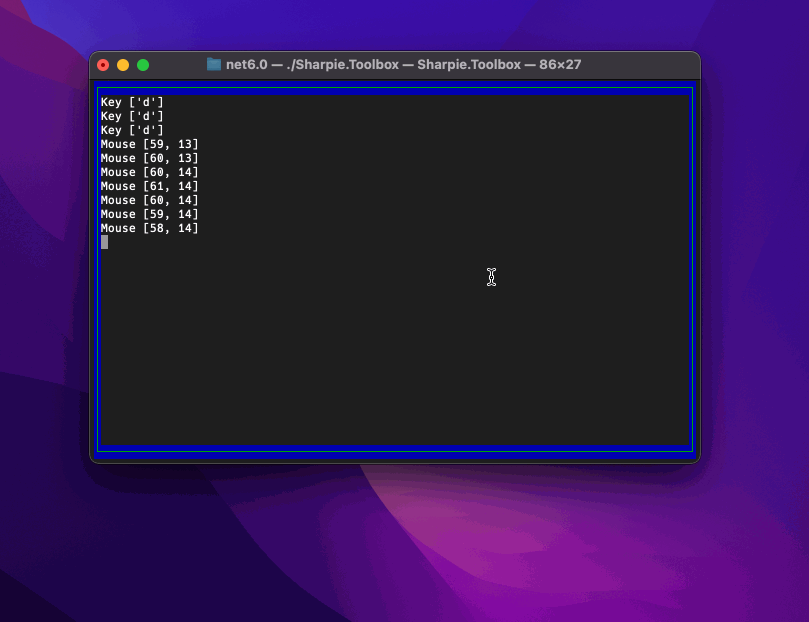 net6.0 — ./Sharpie.Toolbox — Sharpie.Toolbox — 86×27
Key ['d']
Key ['d']
Key ['d']
Mouse [59, 13]
Mouse [60, 13]
Mouse [60, 14]
Mouse [61, 14]
Mouse [60, 14]
Mouse [59, 14]
Mouse [58, 14]